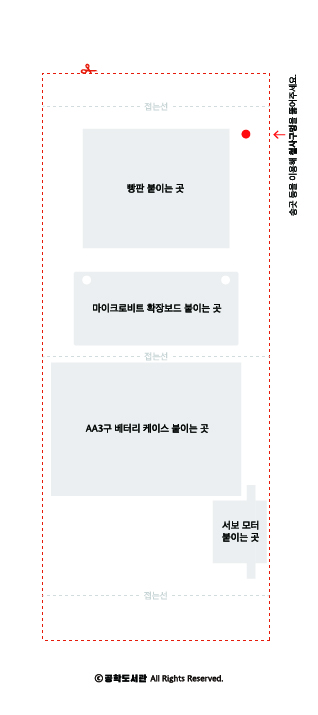 접는선
송곳 등을 이용해 철사구멍을 뚫어주세요.
빵판 붙이는 곳
마이크로비트 확장보드 붙이는 곳
접는선
AA3구 배터리 케이스 붙이는 곳
서보 모터
붙이는 곳
접는선
ⓒ 공학도서관 All Rights Reserved.